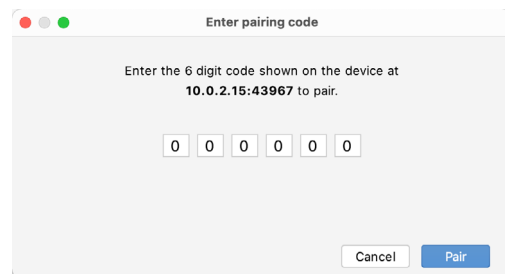 Enter pairing code
Enter the 6 digit code shown on the device at
10.0.2.15:43967 to pair.
0 0 0 0 0 0
Cancel Pair